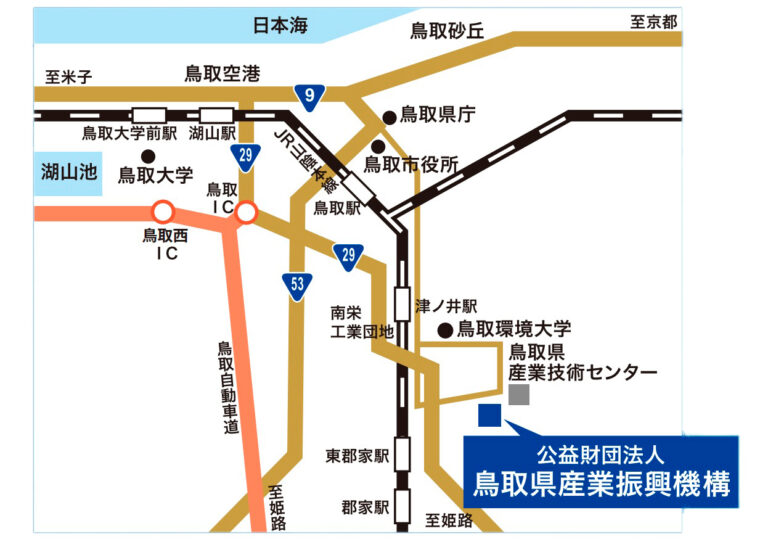 日本海
鳥取砂丘
至京都
至米子
鳥取空港
9
鳥取県庁
鳥取大学前駅
湖山駅
JR山陰本線
鳥取市役所
29
湖山池
鳥取大学
鳥取
IC
鳥取駅
鳥取西
IC
29
53
南栄
工業団地
津ノ井駅
鳥取環境大学
鳥取県
産業技術センター
鳥取自動車道
公益財団法人
鳥取県産業振興機構
東郡家駅
郡家駅
至姫路
至姫路